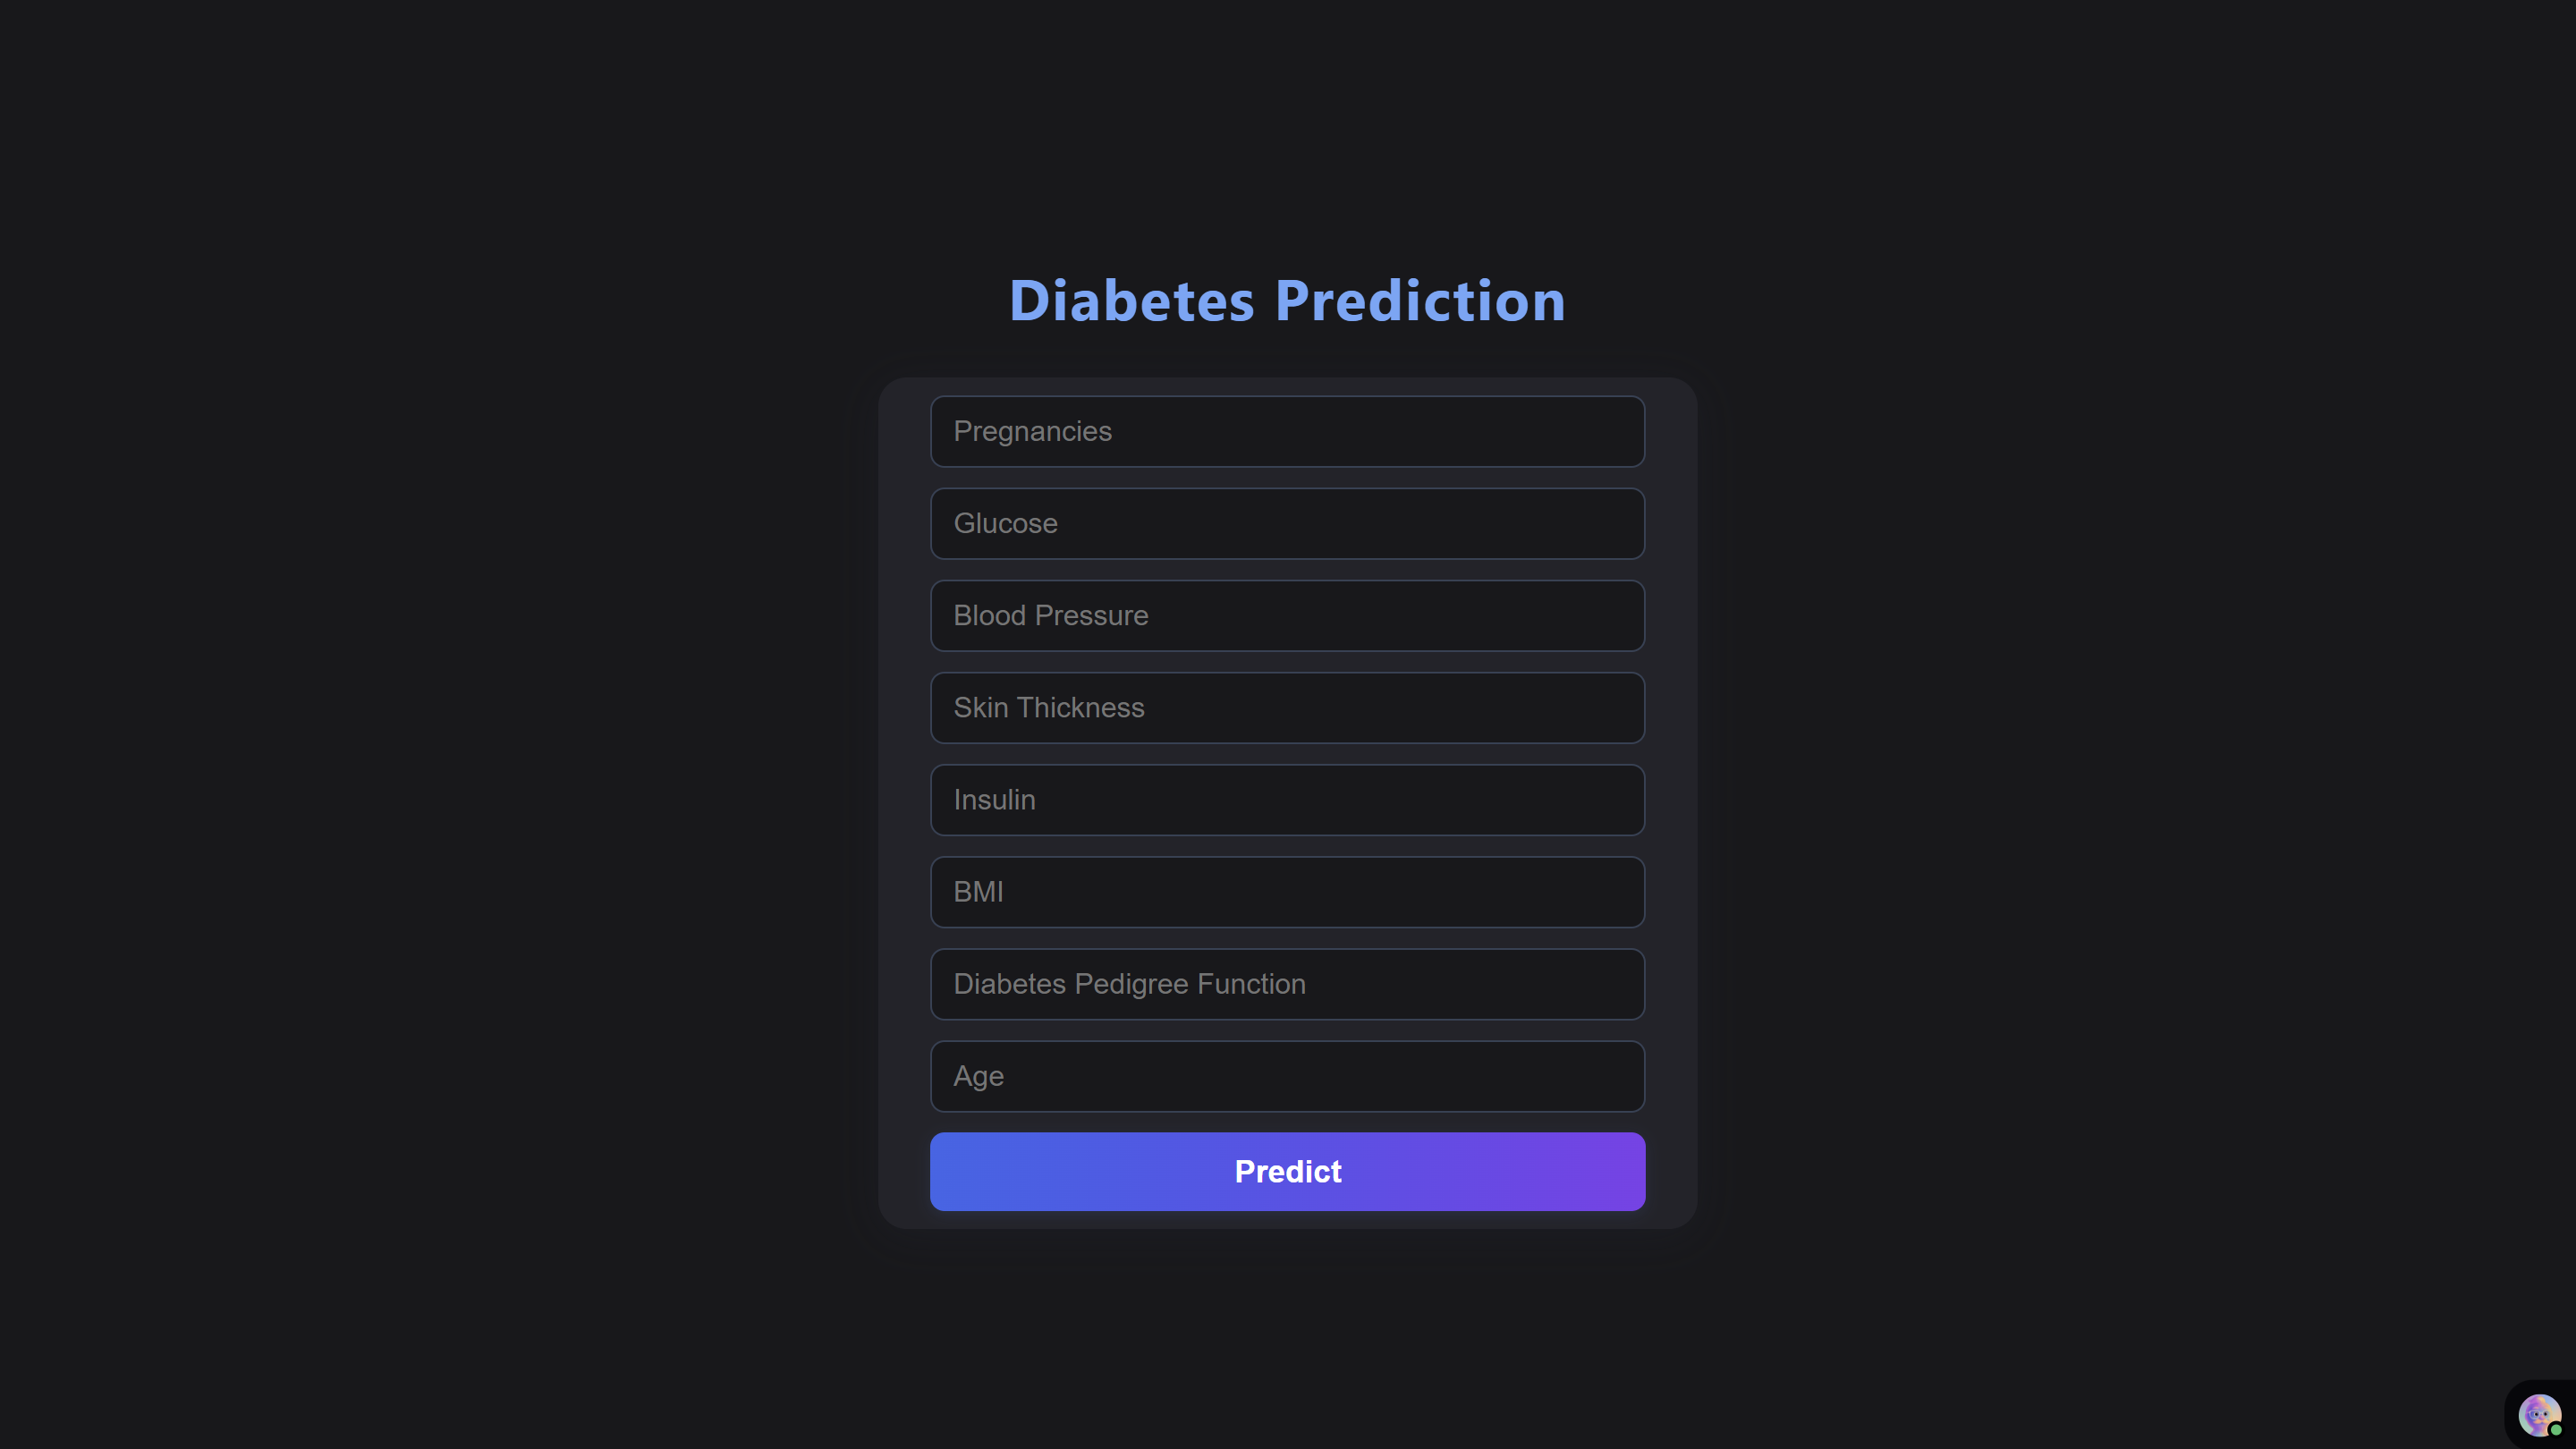 Diabetes Prediction
Pregnancies
Glucose
Blood Pressure
Skin Thickness
Insulin
BMI
Diabetes Pedigree Function
Age
Predict